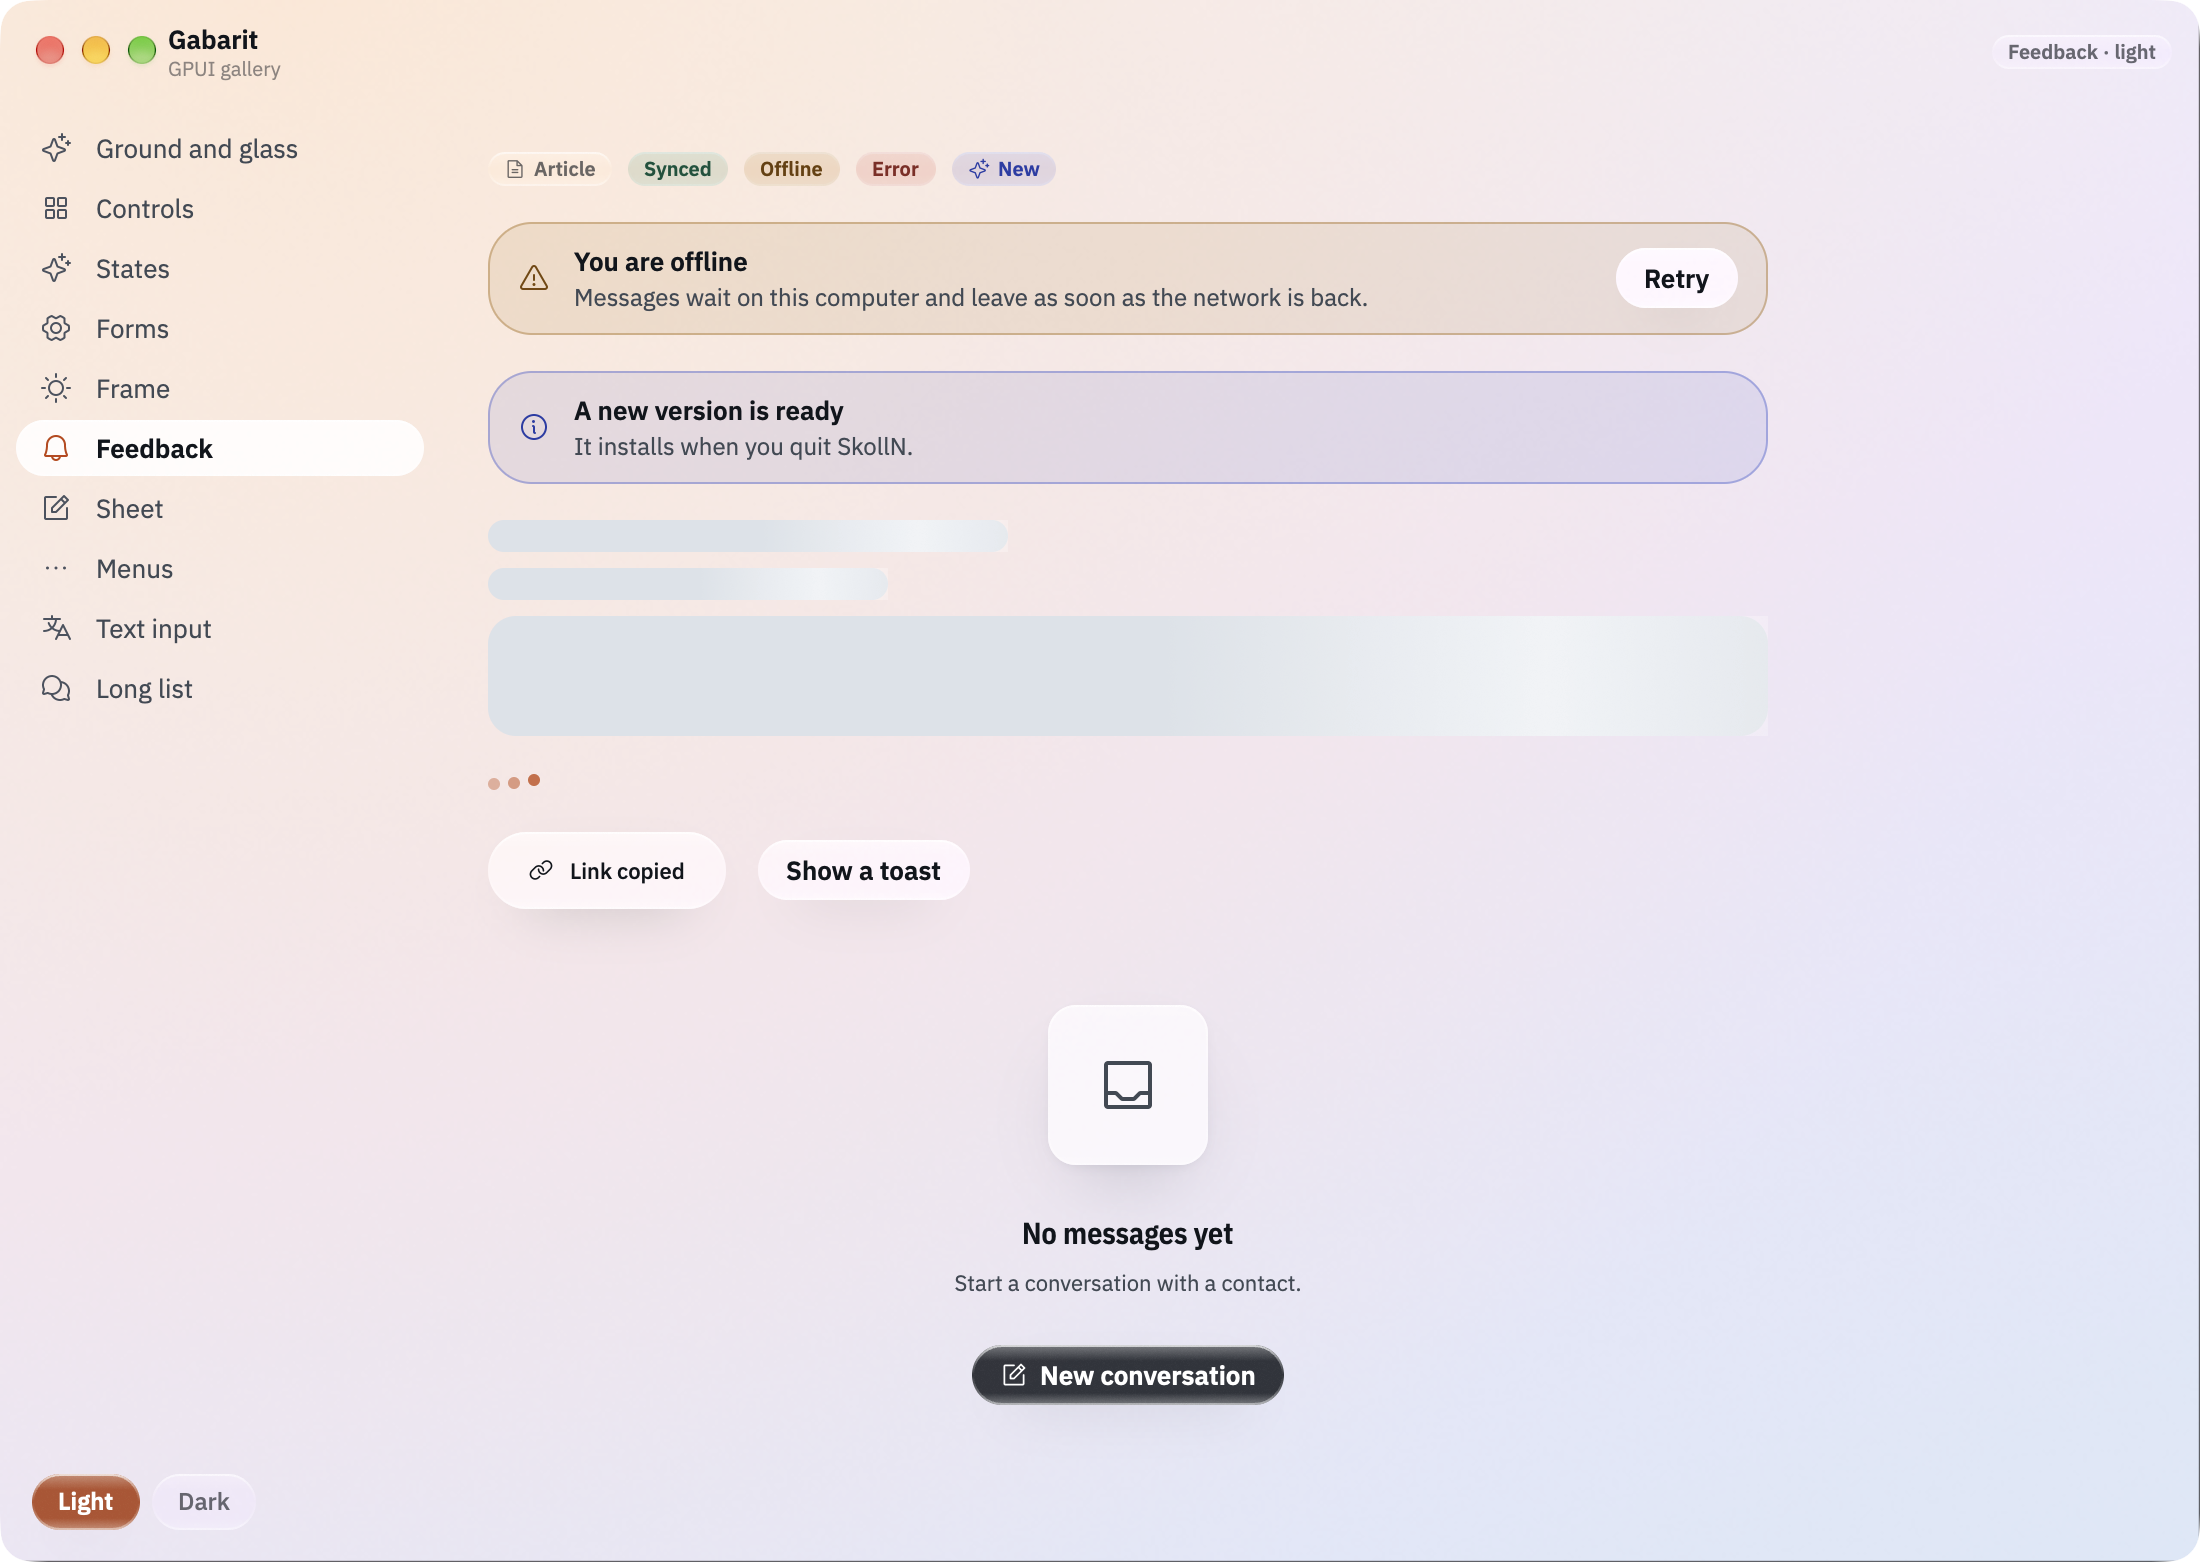 Gabarit
GPUI gallery
Feedback · light
Ground and glass
Controls
States
Forms
Frame
Feedback
Sheet
Menus
Text input
Long list
Article
Synced
Offline
Error
New
You are offline
Messages wait on this computer and leave as soon as the network is back.
Retry
A new version is ready
It installs when you quit SkollN.
Link copied
Show a toast
No messages yet
Start a conversation with a contact.
New conversation
Light
Dark